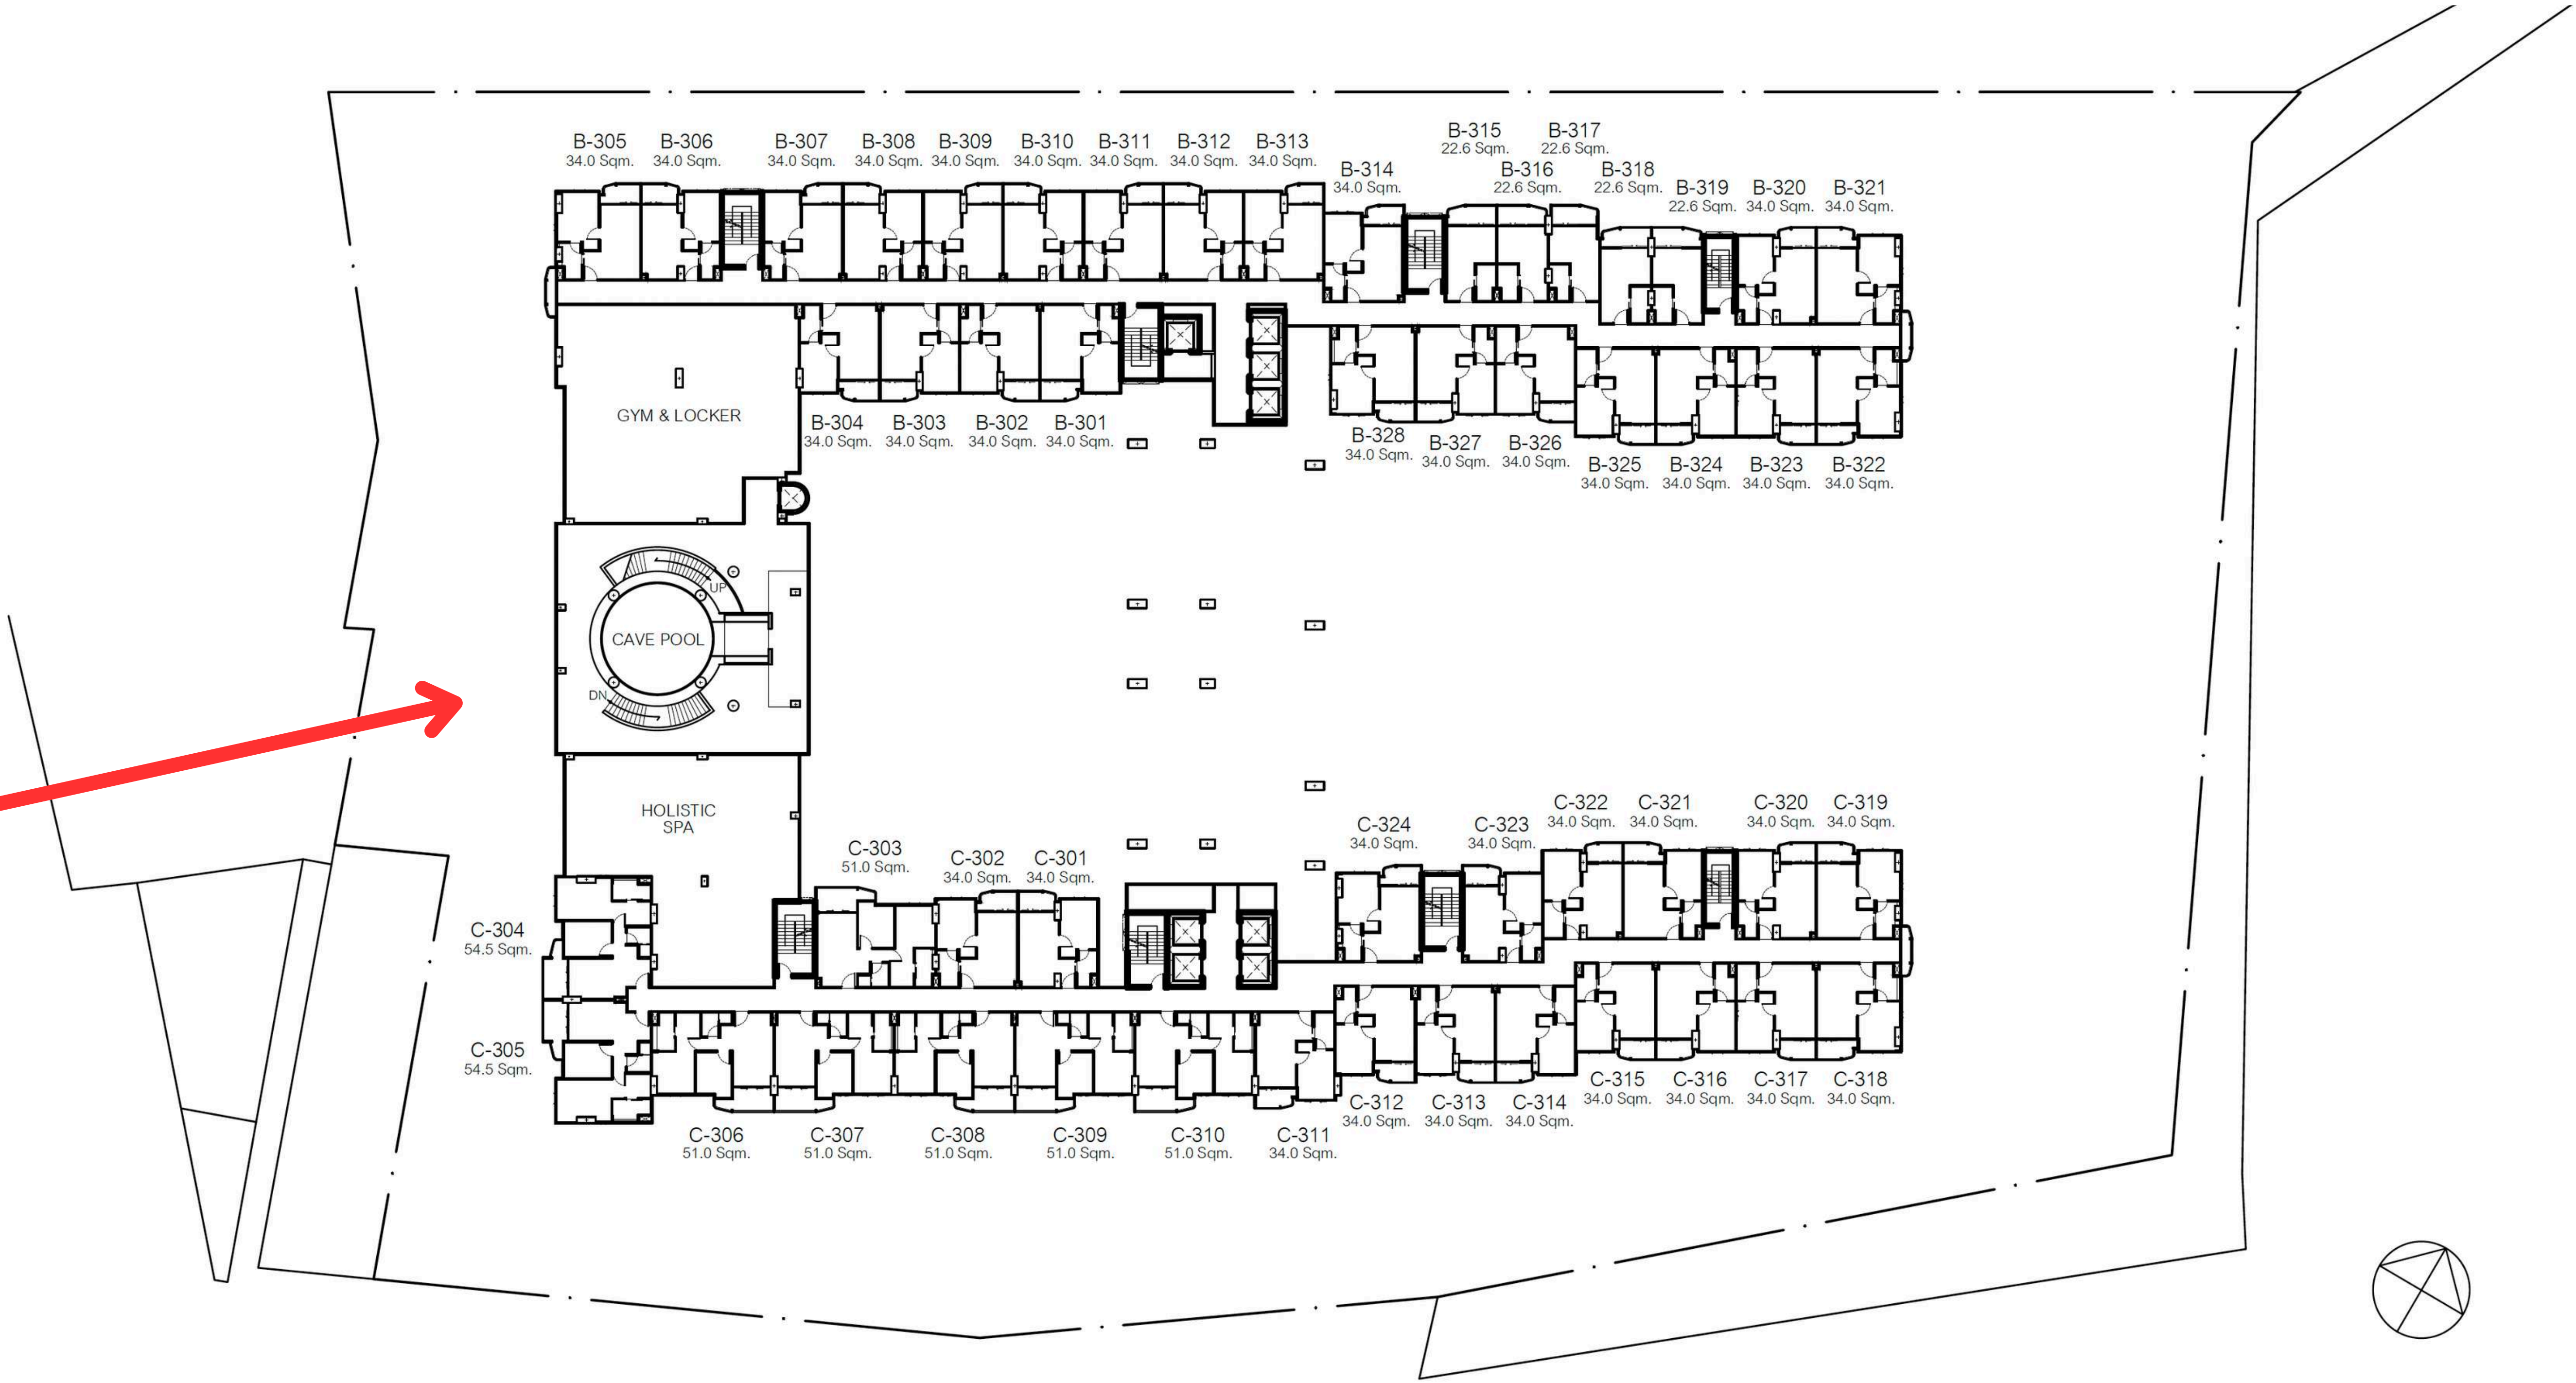 B-305
34.0 Sqm.
B-306
34.0 Sqm.
B-307
34.0 Sqm.
B-308
34.0 Sqm.
B-309
34.0 Sqm.
B-310
34.0 Sqm.
B-311
34.0 Sqm.
B-312
34.0 Sqm.
B-313
34.0 Sqm.
B-314
34.0 Sqm.
B-315
22.6 Sqm.
B-316
22.6 Sqm.
B-317
22.6 Sqm.
B-318
22.6 Sqm.
B-319
22.6 Sqm.
B-320
34.0 Sqm.
B-321
34.0 Sqm.
GYM & LOCKER
B-304
34.0 Sqm.
B-303
34.0 Sqm.
B-302
34.0 Sqm.
B-301
34.0 Sqm.
B-328
34.0 Sqm.
B-327
34.0 Sqm.
B-326
34.0 Sqm.
B-325
34.0 Sqm.
B-324
34.0 Sqm.
B-323
34.0 Sqm.
B-322
34.0 Sqm.
UP
CAVE POOL
DN
HOLISTIC
SPA
C-303
51.0 Sqm.
C-302
34.0 Sqm.
C-301
34.0 Sqm.
C-324
34.0 Sqm.
C-323
34.0 Sqm.
C-322
34.0 Sqm.
C-321
34.0 Sqm.
C-320
34.0 Sqm.
C-319
34.0 Sqm.
C-304
54.5 Sqm.
C-305
54.5 Sqm.
C-306
51.0 Sqm.
C-307
51.0 Sqm.
C-308
51.0 Sqm.
C-309
51.0 Sqm.
C-310
51.0 Sqm.
C-311
34.0 Sqm.
C-312
34.0 Sqm.
C-313
34.0 Sqm.
C-314
34.0 Sqm.
C-315
34.0 Sqm.
C-316
34.0 Sqm.
C-317
34.0 Sqm.
C-318
34.0 Sqm.